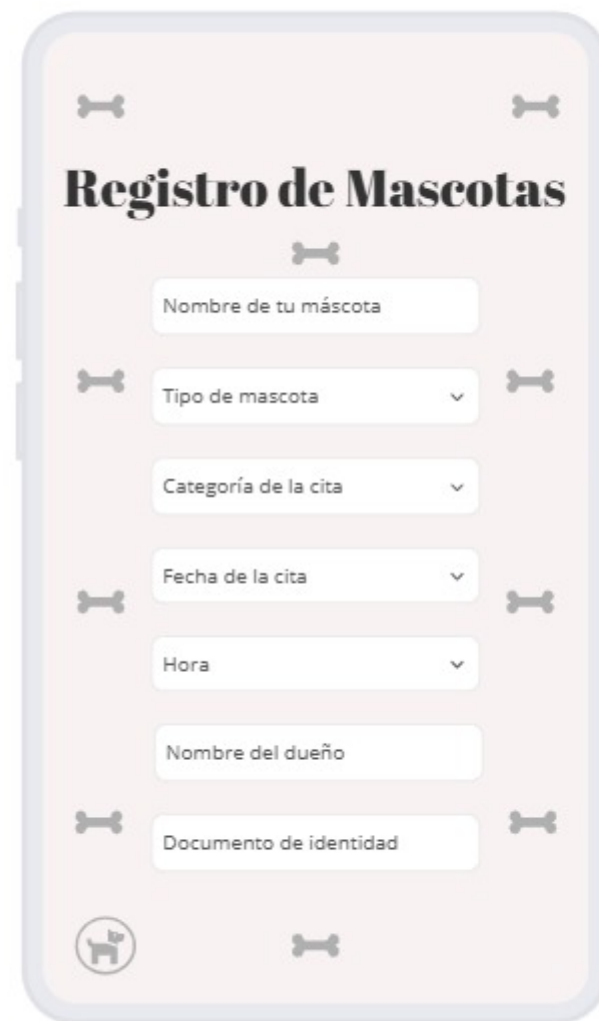 Registro de Mascotas
Nombre de tu máscota
Tipo de mascota
Categoría de la cita
Fecha de la cita
Hora
Nombre del dueño
Documento de identidad